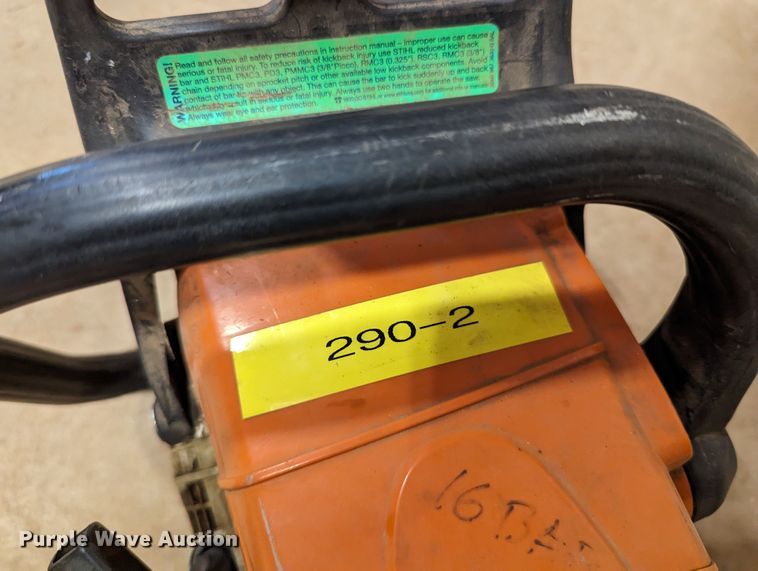 WARNING!
Read and follow all safety precautions in Instruction manual – improper use can cause
serious or fatal injury. To reduce risk of kickback injury use STIHL reduced kickback
bar and STIHL PMC3, PD3, PMMC3 (3/8"Picco), RMC3 (0.325"), RSC3, RMC3 (3/8")
chain depending on sprocket pitch or other available low kickback components. Avoid
contact of bar tip with any object. This can cause the bar to kick suddenly up and back
which may result in serious or fatal injury. Always use two hands to operate the saw.
Always wear eye and ear protection.
290-2
16 BAR
Purple Wave Auction